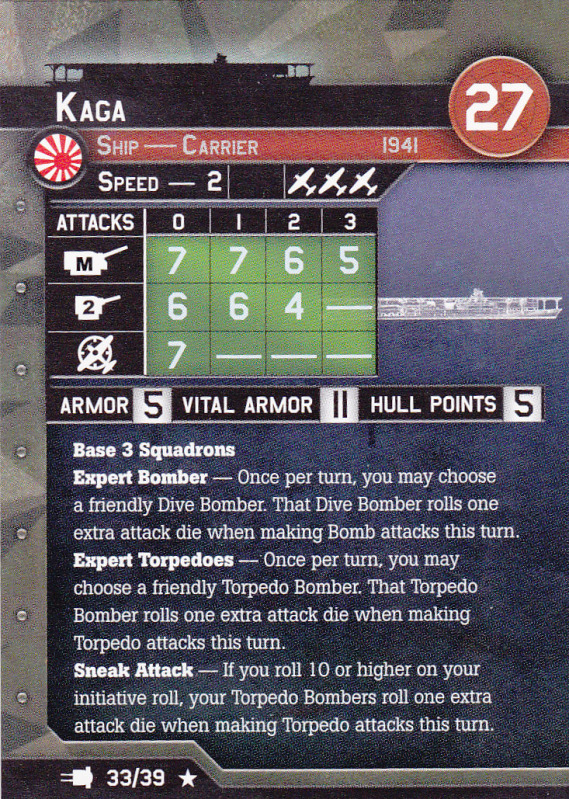 KAGA
27
SHIP — CARRIER 1941
SPEED — 2
ATTACKS 0 1 2 3
M 7 7 6 5
2 6 6 4 —
7 — — —
ARMOR 5 VITAL ARMOR 11 HULL POINTS 5
Base 3 Squadrons
Expert Bomber — Once per turn, you may choose
a friendly Dive Bomber. That Dive Bomber rolls one
extra attack die when making Bomb attacks this turn.
Expert Torpedoes — Once per turn, you may
choose a friendly Torpedo Bomber. That Torpedo
Bomber rolls one extra attack die when making
Torpedo attacks this turn.
Sneak Attack — If you roll 10 or higher on your
initiative roll, your Torpedo Bombers roll one extra
attack die when making Torpedo attacks this turn.
33/39 ★